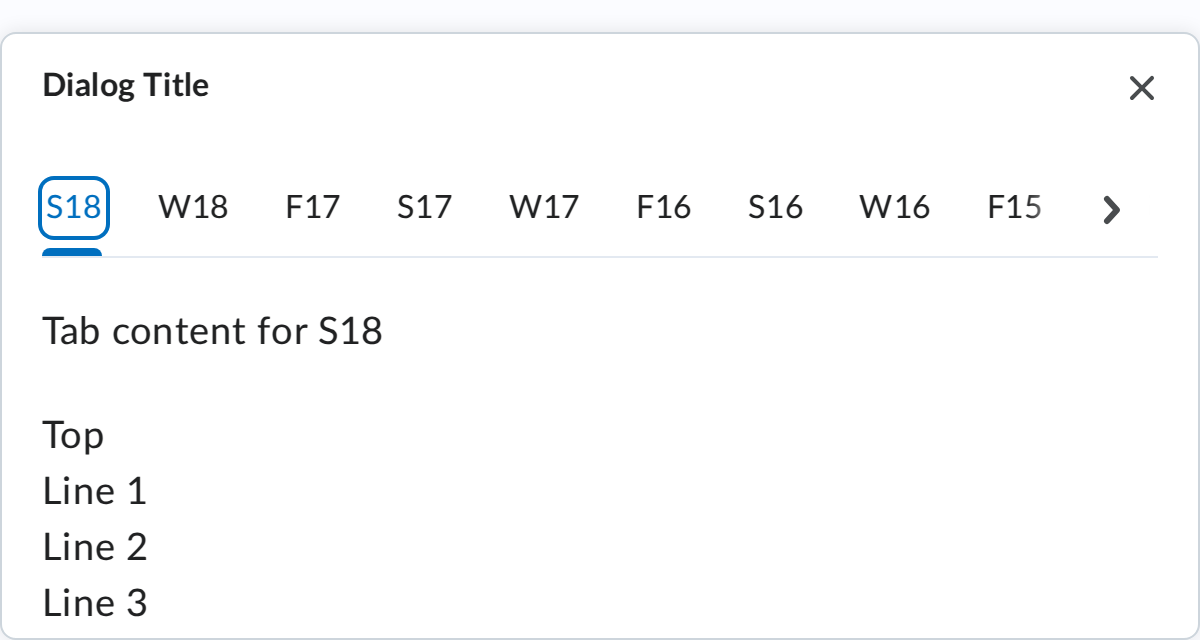 Dialog Title
S18 W18 F17 S17 W17 F16 S16 W16 F15
Tab content for S18
Top
Line 1
Line 2
Line 3